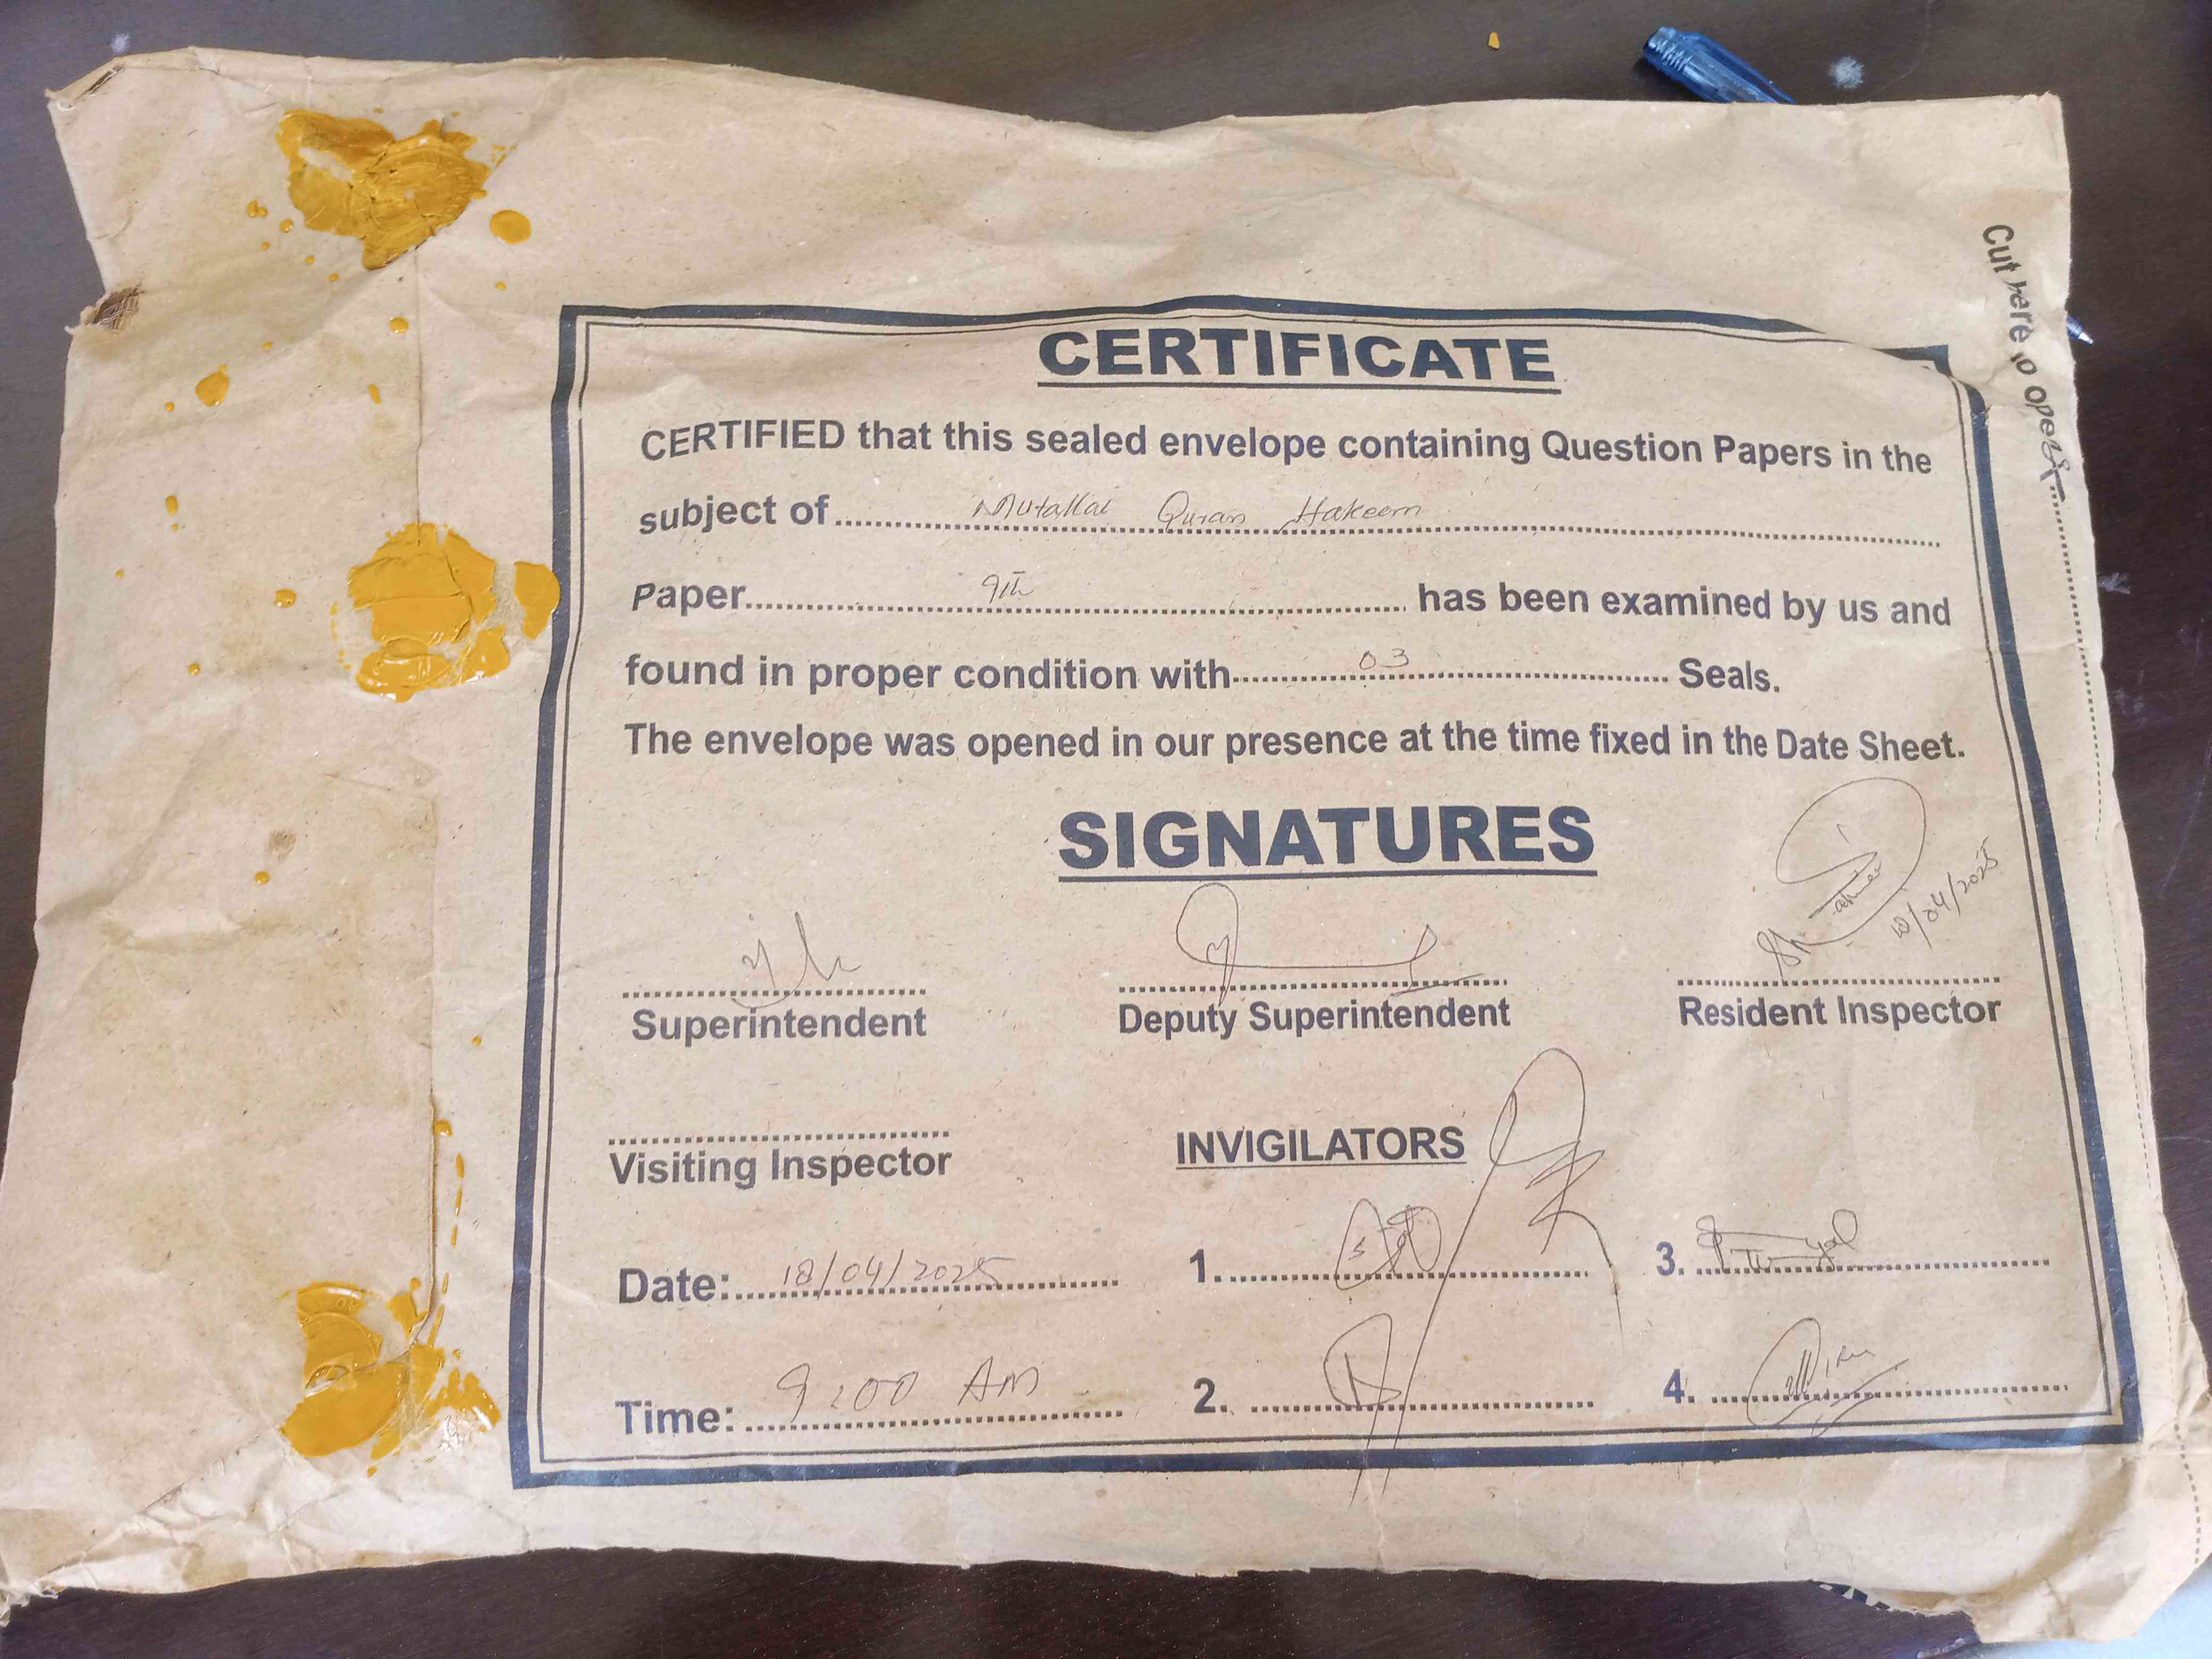 Cut here to open
CERTIFICATE
CERTIFIED that this sealed envelope containing Question Papers in the
subject of Mutallai Quran Hakeem
Paper 9th has been examined by us and
found in proper condition with 03 Seals.
The envelope was opened in our presence at the time fixed in the Date Sheet.
SIGNATURES
/04/2025
Superintendent Deputy Superintendent Resident Inspector
Visiting Inspector INVIGILATORS
Date: 18/04/2025 1. 3.
Time: 9:00 AM 2. 4.